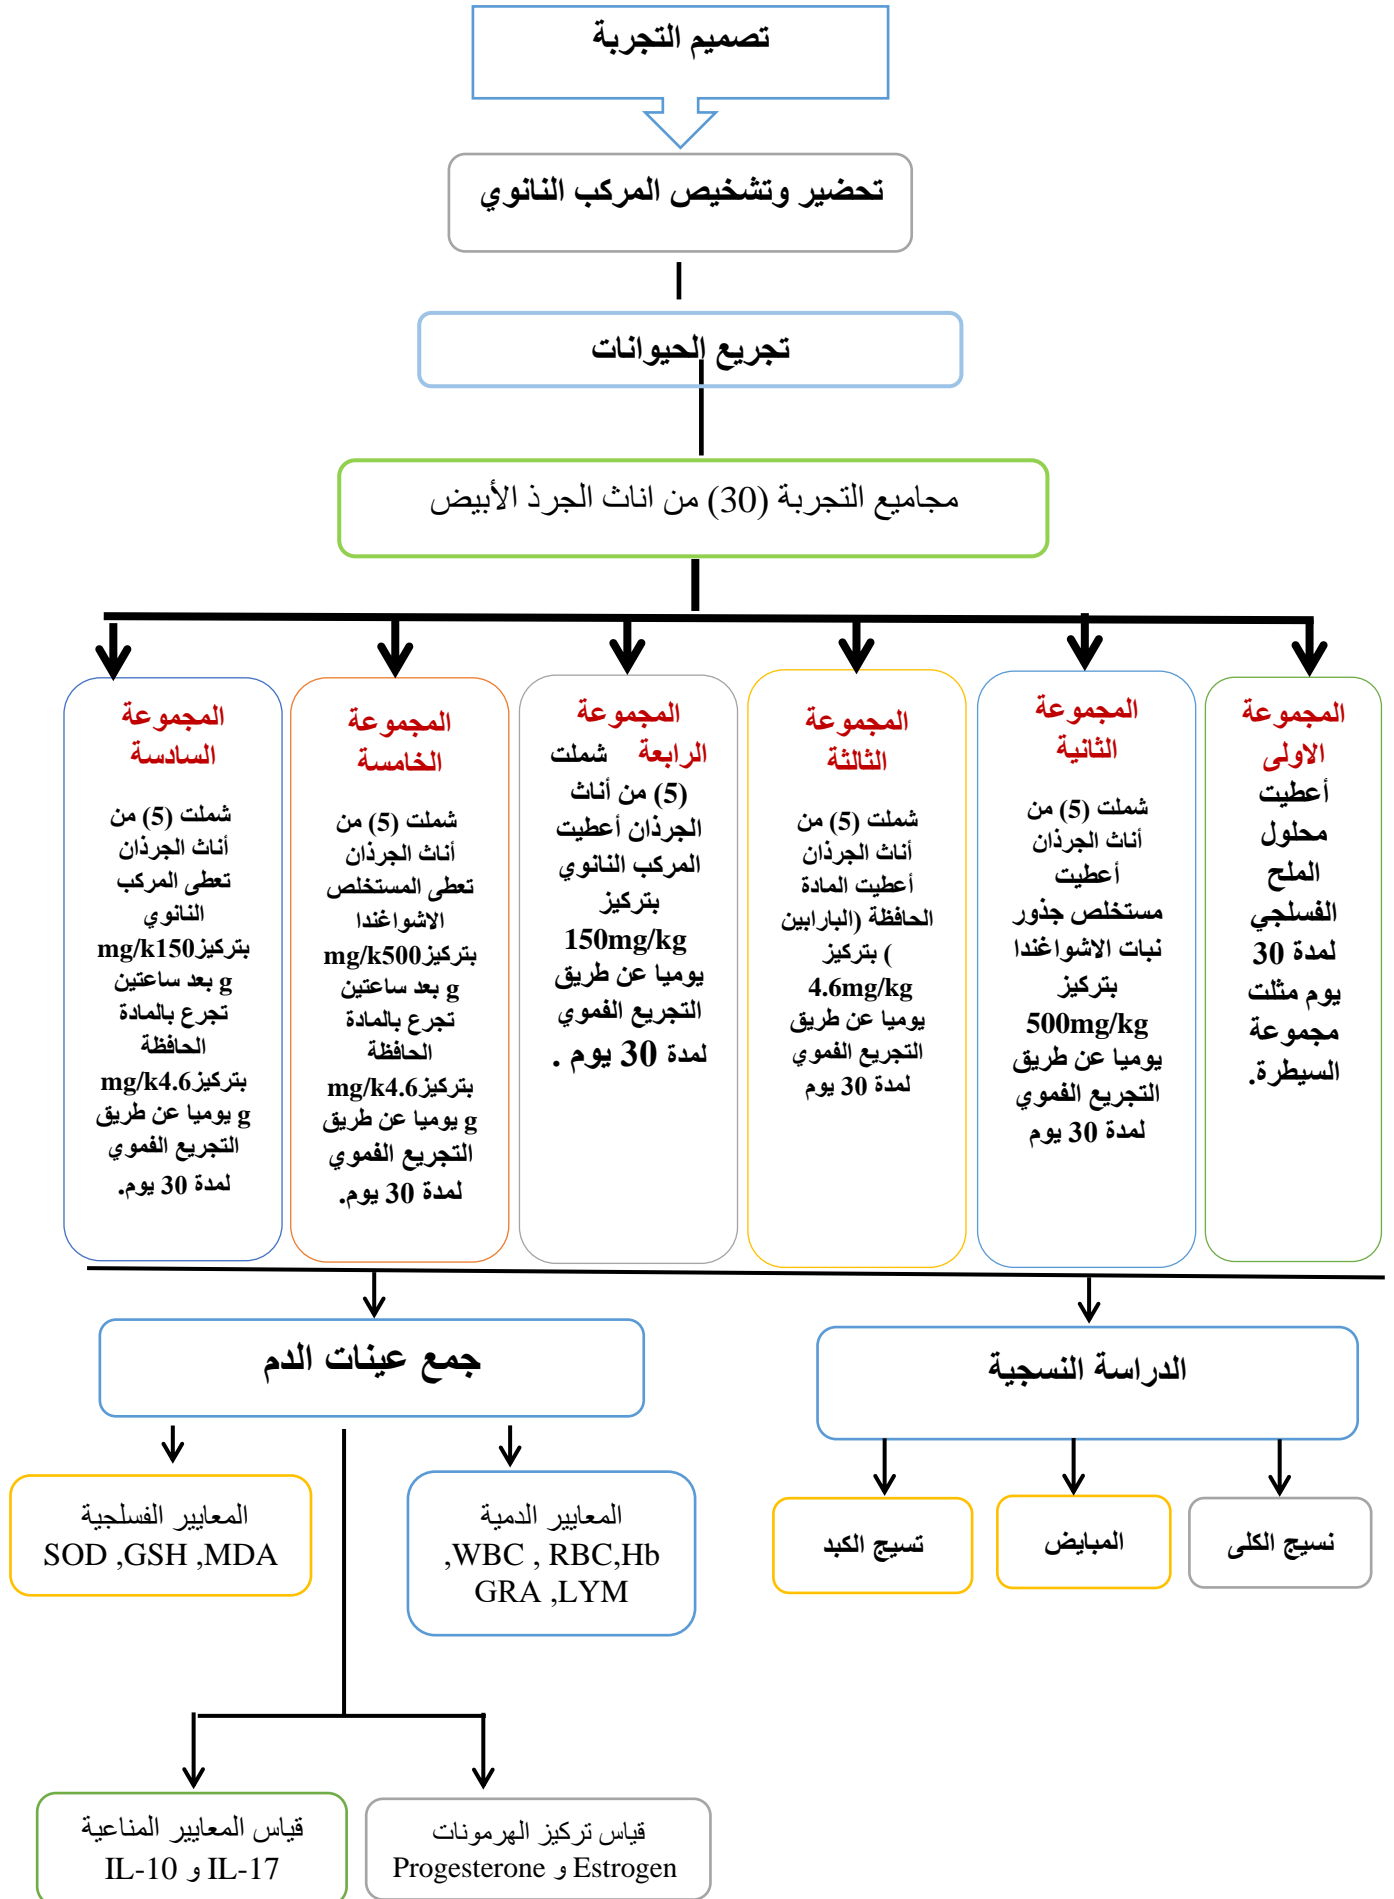 تصميم التجربة
تحضير وتشخيص المركب النانوي
تجريع الحيوانات
مجاميع التجربة (30) من اناث الجرذ الأبيض
المجموعة
الاولى
أعطيت
محلول
الملح
الفسلجي
لمدة 30
يوم مثلت
مجموعة
السيطرة.
المجموعة
الثانية
شملت (5) من
أناث الجرذان
أعطيت
مستخلص جذور
نبات الاشواغندا
بتركيز
500mg/kg
يوميا عن طريق
التجريع الفموي
لمدة 30 يوم
المجموعة
الثالثة
شملت (5) من
أناث الجرذان
أعطيت المادة
الحافظة (البارابين
) بتركيز
4.6mg/kg
يوميا عن طريق
التجريع الفموي
لمدة 30 يوم
المجموعة
الرابعة شملت
(5) من أناث
الجرذان أعطيت
المركب النانوي
بتركيز
150mg/kg
يوميا عن طريق
التجريع الفموي
لمدة 30 يوم .
المجموعة
الخامسة
شملت (5) من
أناث الجرذان
تعطى المستخلص
الاشواغندا
بتركيز500mg/k
g بعد ساعتين
تجرع بالمادة
الحافظة
بتركيز4.6mg/k
g يوميا عن طريق
التجريع الفموي
لمدة 30 يوم.
المجموعة
السادسة
شملت (5) من
أناث الجرذان
تعطى المركب
النانوي
بتركيز150mg/k
g بعد ساعتين
تجرع بالمادة
الحافظة
بتركيز4.6mg/k
g يوميا عن طريق
التجريع الفموي
لمدة 30 يوم.
الدراسة النسجية
جمع عينات الدم
نسيج الكلى
المبايض
تسيج الكبد
المعايير الدمية
,WBC , RBC,Hb
GRA ,LYM
المعايير الفسلجية
SOD ,GSH ,MDA
قياس تركيز الهرمونات
Progesterone و Estrogen
قياس المعايير المناعية
IL-10 و IL-17